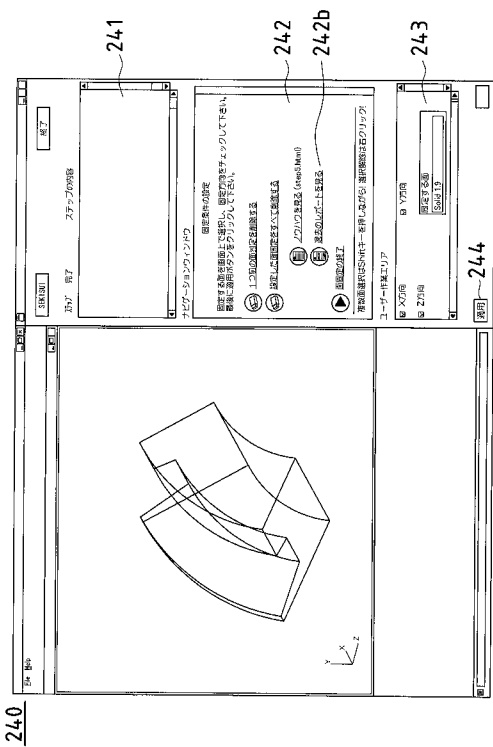 240
File Help
SEKISUI
終了
ステップ 完了 ステップの内容
241
ナビゲーションウィンドウ
固定条件の設定
固定する面を画面上で選択し、固定方向をチェックして下さい。
最後に適用ボタンをクリックして下さい。
1つ前の面固定を削除する
設定した面固定をすべて削除する
ノウハウを見る (step5.html)
過去のレポートを見る
面固定の終了
複数面選択はShiftキーを押しながら! 選択解除は右クリック!
242
242b
ユーザー作業エリア
X方向
Y方向
Z方向
固定する面
Solid 1.9
243
適用
244
Y
X
Z